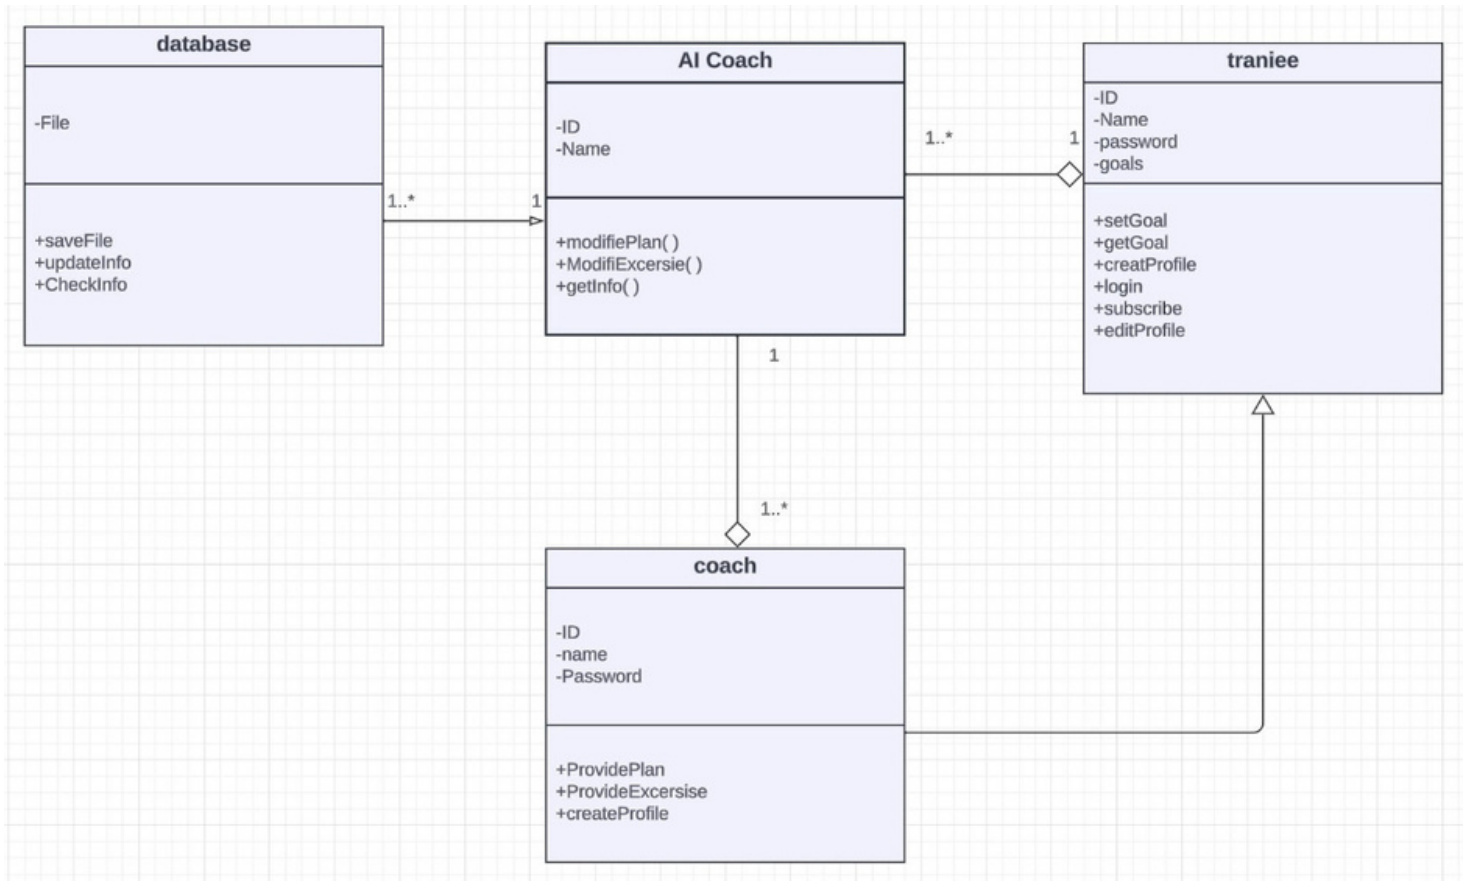 database
-File
+saveFile
+updateInfo
+CheckInfo
1..*
1
AI Coach
-ID
-Name
+modifiePlan( )
+ModifiExcersie( )
+getInfo( )
1..*
1
traniee
-ID
-Name
-password
-goals
+setGoal
+getGoal
+creatProfile
+login
+subscribe
+editProfile
1
1..*
coach
-ID
-name
-Password
+ProvidePlan
+ProvideExcersise
+createProfile